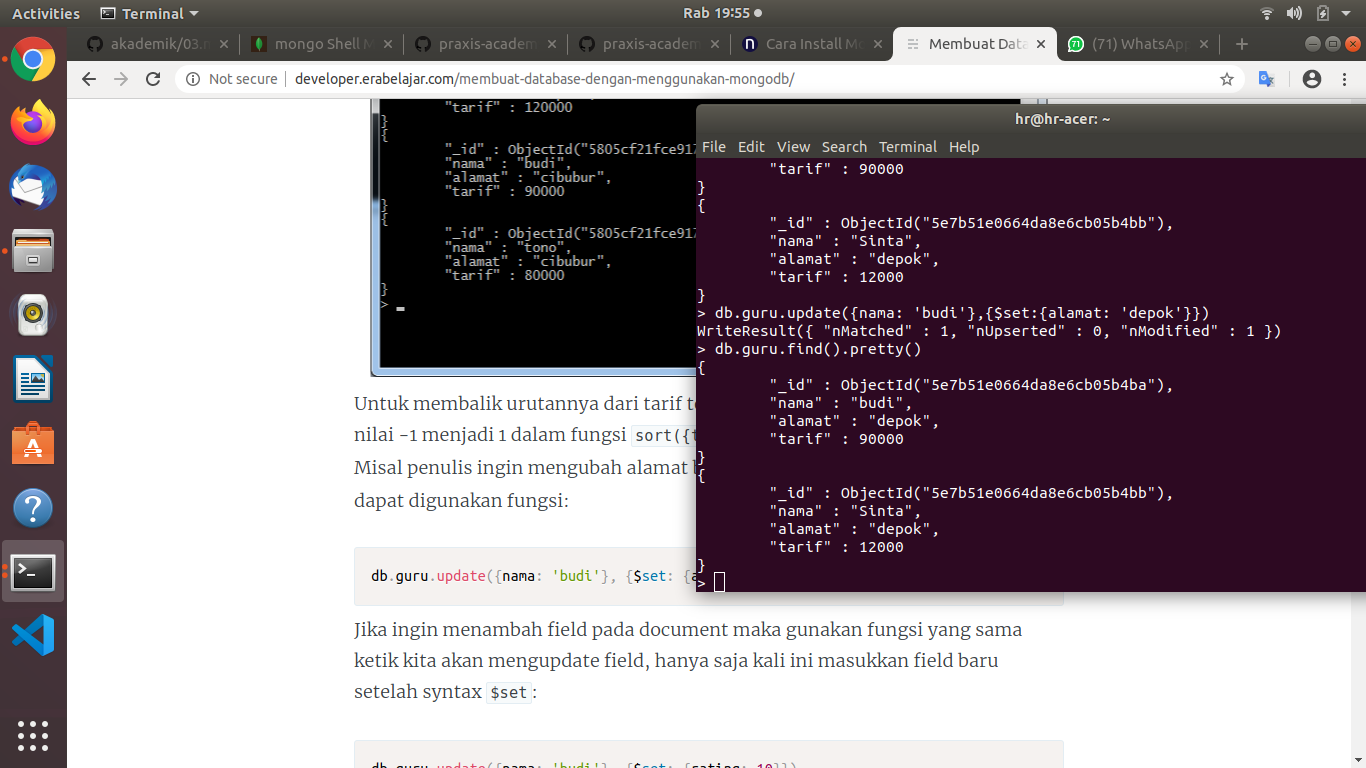 Activities Terminal Rab 19:55
akademik/03.r mongo Shell M praxis-academ praxis-academ Cara Install Mo Membuat Data (71) WhatsApp
Not secure developer.erabelajar.com/membuat-database-dengan-menggunakan-mongodb/
"tarif" : 120000
}
{
"_id" : ObjectId("5805cf21fce917
"nama" : "budi",
"alamat" : "cibubur",
"tarif" : 90000
}
{
"_id" : ObjectId("5805cf21fce917
"nama" : "tono",
"alamat" : "cibubur",
"tarif" : 80000
}
>
Untuk membalik urutannya dari tarif te
nilai -1 menjadi 1 dalam fungsi sort({t
Misal penulis ingin mengubah alamat b
dapat digunakan fungsi:
db.guru.update({nama: 'budi'}, {$set: {a
Jika ingin menambah field pada document maka gunakan fungsi yang sama
ketik kita akan mengupdate field, hanya saja kali ini masukkan field baru
setelah syntax $set:
db.guru.update({nama: 'budi'}, {$set: {rating: 10}})
hr@hr-acer: ~
File Edit View Search Terminal Help
"tarif" : 90000
}
{
"_id" : ObjectId("5e7b51e0664da8e6cb05b4bb"),
"nama" : "Sinta",
"alamat" : "depok",
"tarif" : 12000
}
> db.guru.update({nama: 'budi'},{$set:{alamat: 'depok'}})
WriteResult({ "nMatched" : 1, "nUpserted" : 0, "nModified" : 1 })
> db.guru.find().pretty()
{
"_id" : ObjectId("5e7b51e0664da8e6cb05b4ba"),
"nama" : "budi",
"alamat" : "depok",
"tarif" : 90000
}
{
"_id" : ObjectId("5e7b51e0664da8e6cb05b4bb"),
"nama" : "Sinta",
"alamat" : "depok",
"tarif" : 12000
}
>